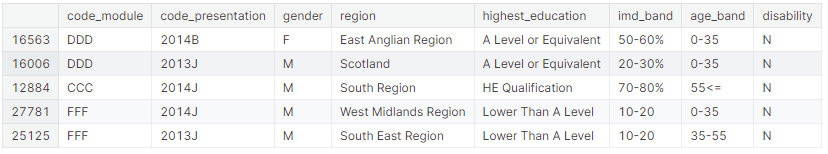 code_module code_presentation gender region highest_education imd_band age_band disability
16563 DDD 2014B F East Anglian Region A Level or Equivalent 50-60% 0-35 N
16006 DDD 2013J M Scotland A Level or Equivalent 20-30% 0-35 N
12884 CCC 2014J M South Region HE Qualification 70-80% 55<= N
27781 FFF 2014J M West Midlands Region Lower Than A Level 10-20 0-35 N
25125 FFF 2013J M South East Region Lower Than A Level 10-20 35-55 N